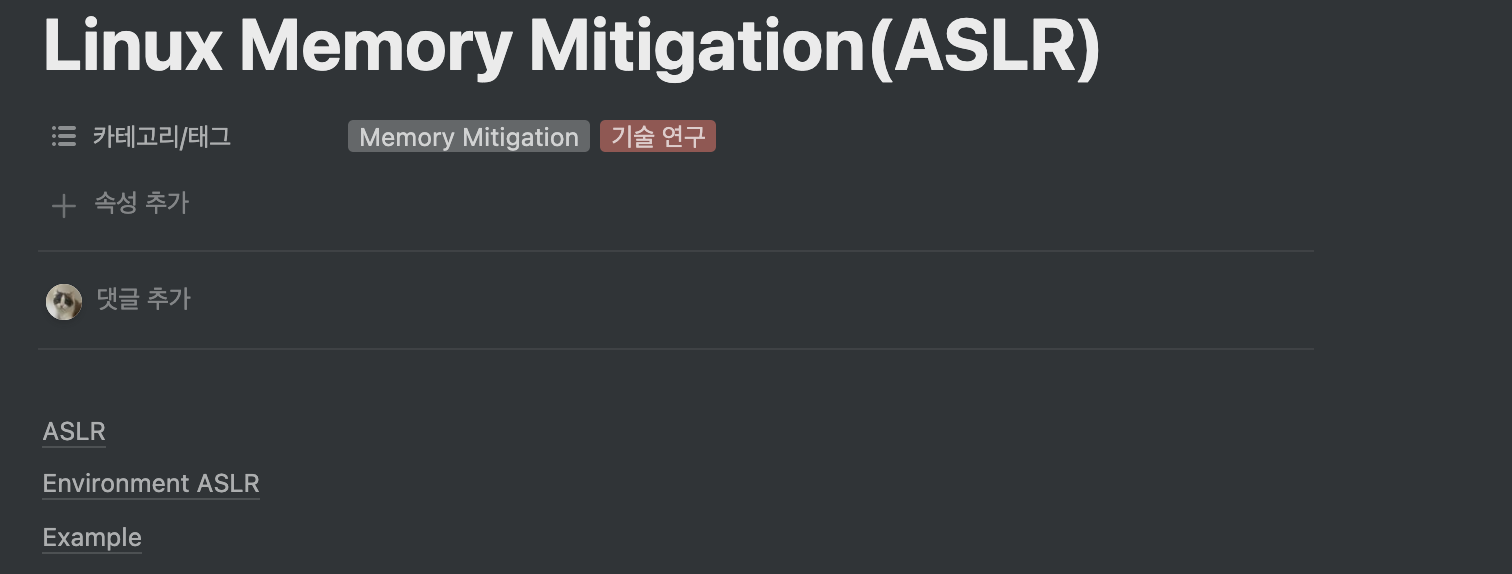 Linux Memory Mitigation(ASLR)
카테고리/태그 Memory Mitigation 기술 연구
속성 추가
댓글 추가
ASLR
Environment ASLR
Example